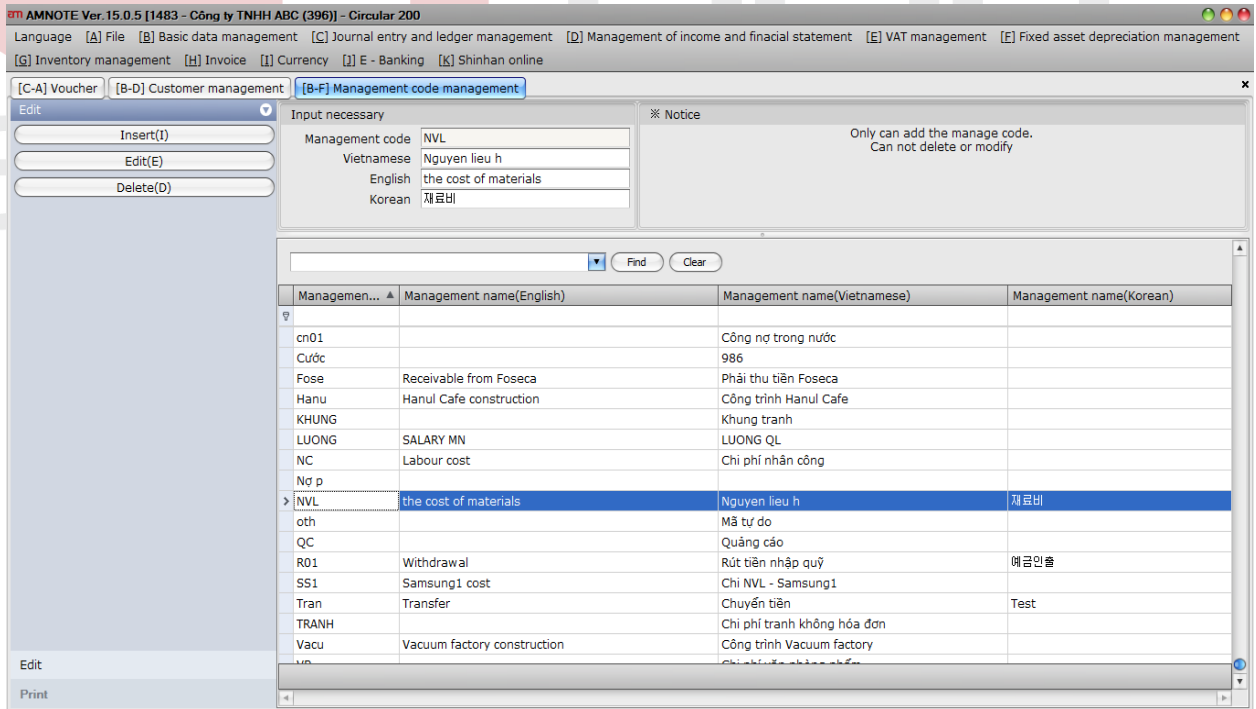 am AMNOTE Ver.15.0.5 [1483 - Công ty TNHH ABC (396)] - Circular 200
Language [A] File [B] Basic data management [C] Journal entry and ledger management [D] Management of income and finacial statement [E] VAT management [F] Fixed asset depreciation management
[G] Inventory management [H] Invoice [I] Currency [J] E - Banking [K] Shinhan online
[C-A] Voucher [B-D] Customer management [B-F] Management code management x
Edit
Insert(I)
Edit(E)
Delete(D)
Input necessary
Management code NVL
Vietnamese Nguyen lieu h
English the cost of materials
Korean 재료비
※ Notice
Only can add the manage code.
Can not delete or modify
Find Clear
Managemen... ▲ Management name(English) Management name(Vietnamese) Management name(Korean)
cn01 Công nợ trong nước
Cước 986
Fose Receivable from Foseca Phải thu tiền Foseca
Hanu Hanul Cafe construction Công trình Hanul Cafe
KHUNG Khung tranh
LUONG SALARY MN LUONG QL
NC Labour cost Chi phí nhân công
Nợ p
> NVL the cost of materials Nguyen lieu h 재료비
oth Mã tự do
QC Quảng cáo
R01 Withdrawal Rút tiền nhập quỹ 예금인출
SS1 Samsung1 cost Chi NVL - Samsung1
Tran Transfer Chuyển tiền Test
TRANH Chi phí tranh không hóa đơn
Vacu Vacuum factory construction Công trình Vacuum factory
Edit
Print